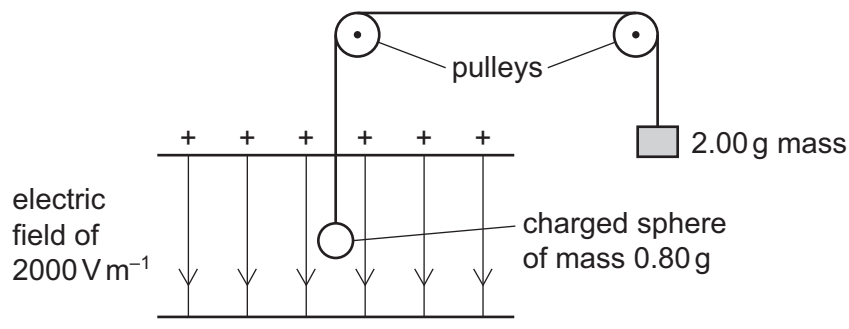 pulleys
+ + + + + +
2.00 g mass
electric
field of
2000 V m⁻¹
charged sphere
of mass 0.80 g